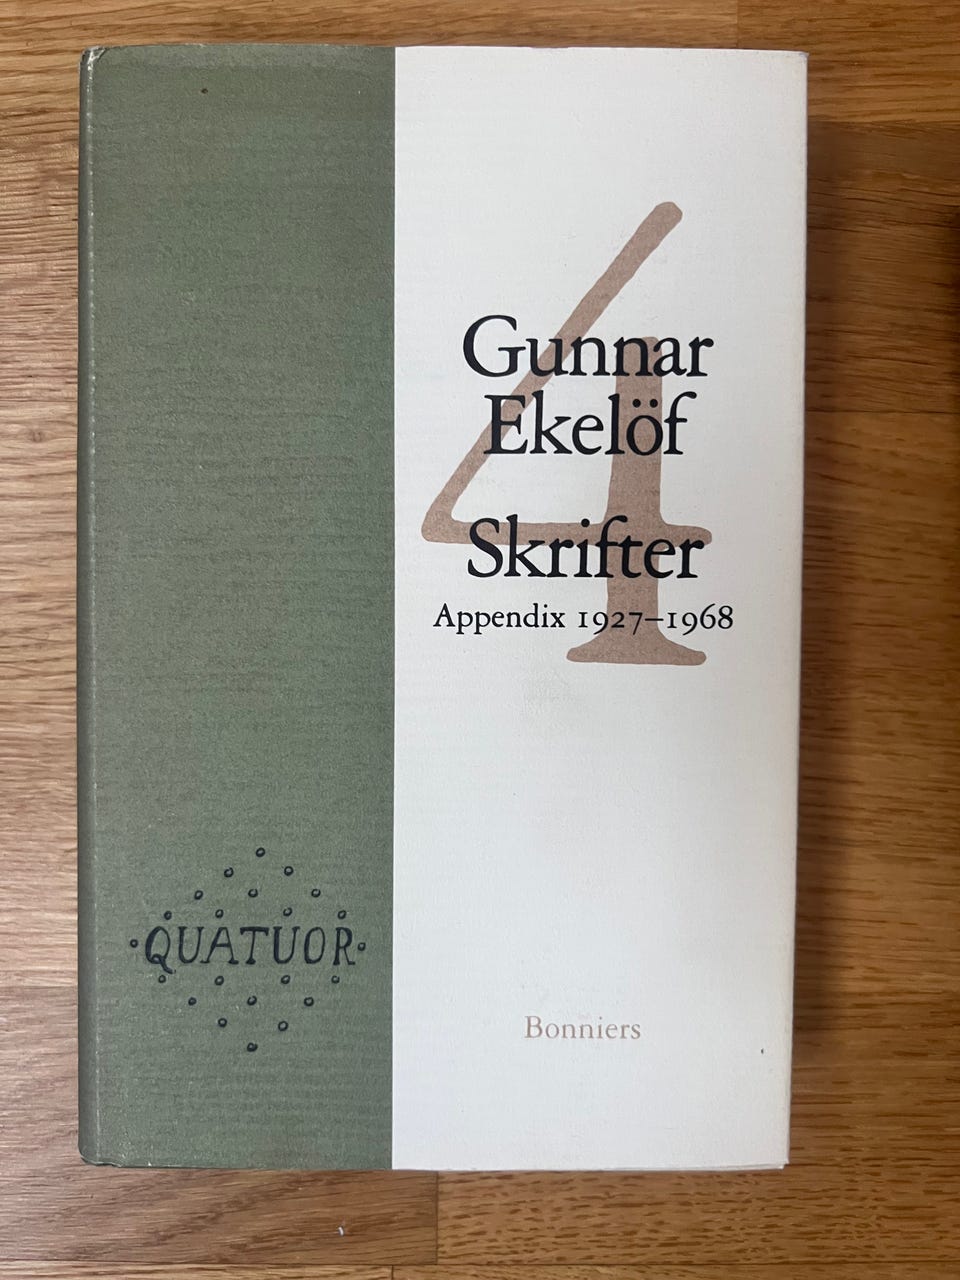 4
Gunnar
Ekelöf
Skrifter
Appendix 1927–1968
QUATUOR
Bonniers